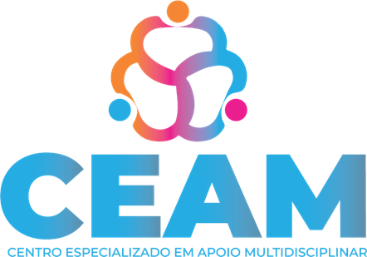 CEAM
CENTRO ESPECIALIZADO EM APOIO MULTIDISCIPLINAR